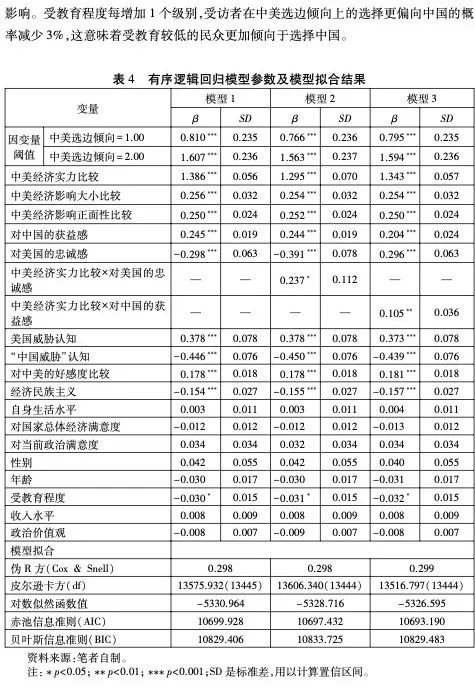 影响。受教育程度每增加 1 个级别,受访者在中美选边倾向上的选择更偏向中国的概
率减少 3%,这意味着受教育较低的民众更加倾向于选择中国。
表 4 有序逻辑回归模型参数及模型拟合结果
变量 模型 1 模型 2 模型 3
β SD β SD β SD
因变量阈值 中美选边倾向=1.00 0.810*** 0.235 0.766*** 0.236 0.795*** 0.235
中美选边倾向=2.00 1.607*** 0.236 1.563*** 0.237 1.594*** 0.236
中美经济实力比较 1.386*** 0.056 1.295*** 0.070 1.343*** 0.057
中美经济影响大小比较 0.256*** 0.032 0.254*** 0.032 0.254*** 0.032
中美经济影响正面性比较 0.250*** 0.024 0.252*** 0.024 0.250*** 0.024
对中国的获益感 0.245*** 0.019 0.244*** 0.019 0.204*** 0.024
对美国的忠诚感 -0.298*** 0.063 -0.391*** 0.078 0.296*** 0.063
中美经济实力比较×对美国的忠
诚感 — — 0.237* 0.112 — —
中美经济实力比较×对中国的获
益感 — — — — 0.105** 0.036
美国威胁认知 0.378*** 0.078 0.378*** 0.078 0.373*** 0.078
“中国威胁”认知 -0.446*** 0.076 -0.450*** 0.076 -0.439*** 0.076
对中美的好感度比较 0.178*** 0.018 0.178*** 0.018 0.181*** 0.018
经济民族主义 -0.154*** 0.027 -0.155*** 0.027 -0.157*** 0.027
自身生活水平 0.003 0.011 0.003 0.011 0.004 0.011
对国家总体经济满意度 -0.012 0.012 -0.012 0.012 -0.013 0.012
对当前政治满意度 0.034 0.034 0.032 0.034 0.034 0.034
性别 0.042 0.055 0.042 0.055 0.040 0.055
年龄 -0.030 0.017 -0.030 0.017 -0.031 0.017
受教育程度 -0.030* 0.015 -0.031* 0.015 -0.032* 0.015
收入水平 0.008 0.009 0.008 0.009 0.008 0.009
政治价值观 -0.008 0.007 -0.009 0.007 -0.008 0.007
模型拟合
伪 R 方(Cox & Snell) 0.298 0.298 0.299
皮尔逊卡方(df) 13575.932(13445) 13606.340(13444) 13516.797(13444)
对数似然函数值 -5330.964 -5328.716 -5326.595
赤池信息准则(AIC) 10699.928 10697.432 10693.190
贝叶斯信息准则(BIC) 10829.406 10833.725 10829.483
资料来源:笔者自制。
注: *p<0.05; **p<0.01; ***p<0.001;SD 是标准差,用以计算置信区间。